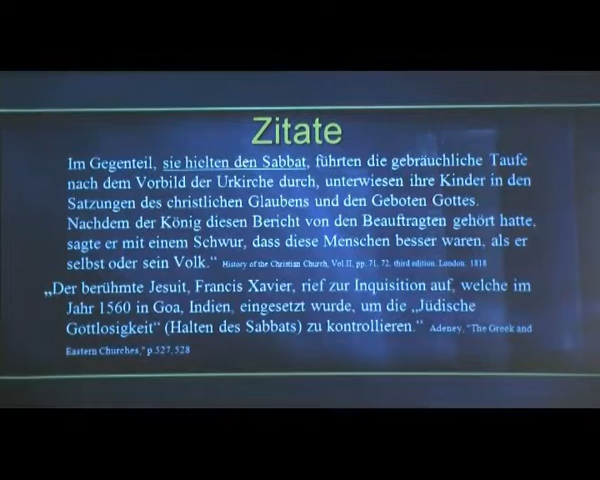 Zitate
Im Gegenteil, sie hielten den Sabbat, führten die gebräuchliche Taufe
nach dem Vorbild der Urkirche durch, unterwiesen ihre Kinder in den
Satzungen des christlichen Glaubens und den Geboten Gottes.
Nachdem der König diesen Bericht von den Beauftragten gehört hatte,
sagte er mit einem Schwur, dass diese Menschen besser waren, als er
selbst oder sein Volk.“ History of the Christian Church, Vol.II, pp. 71, 72. third edition. London. 1818
„Der berühmte Jesuit, Francis Xavier, rief zur Inquisition auf, welche im
Jahr 1560 in Goa, Indien, eingesetzt wurde, um die „Jüdische
Gottlosigkeit“ (Halten des Sabbats) zu kontrollieren.“ Adeney, "The Greek and
Eastern Churches," p.527,528